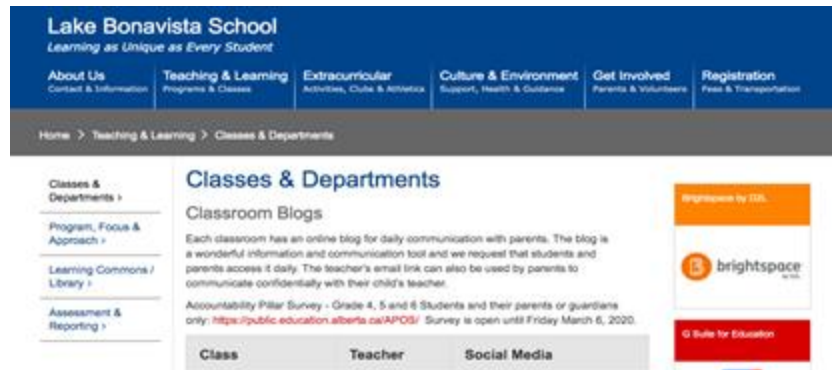 Lake Bonavista School
Learning as Unique as Every Student
About Us Teaching & Learning Extracurricular Culture & Environment Get Involved Registration
Contact & Information Programs & Classes Activities, Clubs & Athletics Support, Health & Guidance Parents & Volunteers Fees & Transportation
Home > Teaching & Learning > Classes & Departments
Classes &
Departments ›
Program, Focus &
Approach ›
Learning Commons /
Library ›
Assessment &
Reporting ›
Classes & Departments
Classroom Blogs
Each classroom has an online blog for daily communication with parents. The blog is
a wonderful information and communication tool and we request that students and
parents access it daily. The teacher's email link can also be used by parents to
communicate confidentially with their child's teacher.
Accountability Pillar Survey - Grade 4, 5 and 6 Students and their parents or guardians
only: https://public.education.alberta.ca/APOS/ Survey is open until Friday March 6, 2020.
Class Teacher Social Media
Brightspace by D2L
brightspace
G Suite for Education